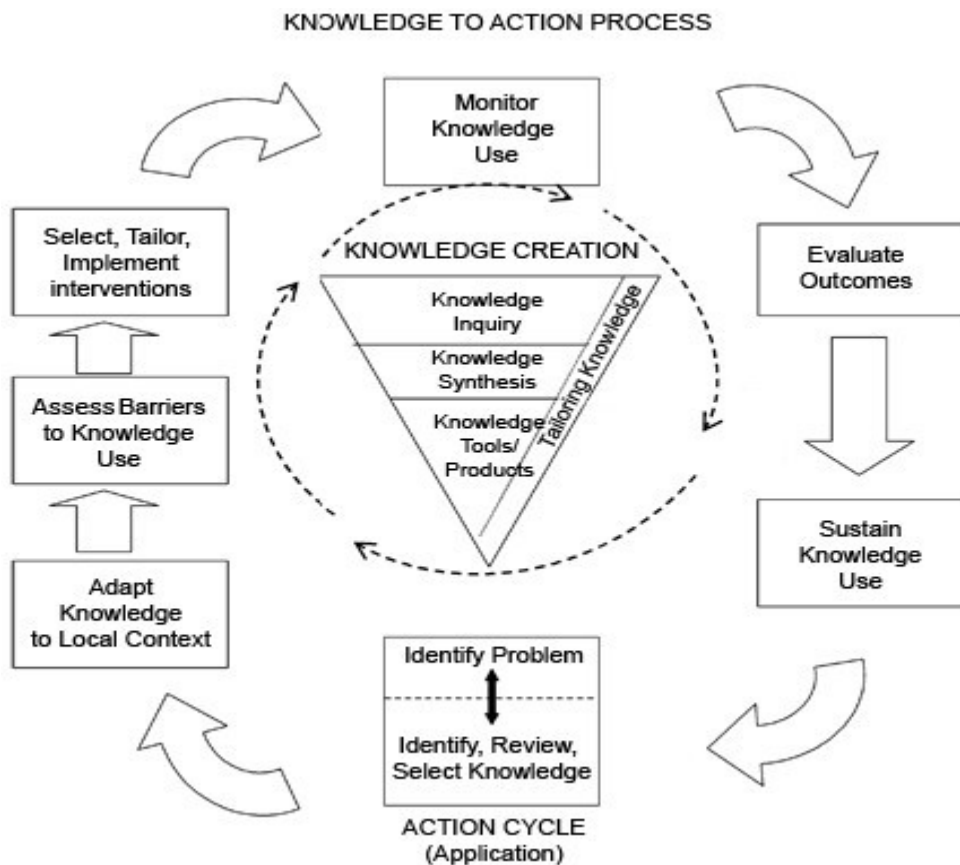 KNOWLEDGE TO ACTION PROCESS
Monitor
Knowledge
Use
Select, Tailor,
Implement
interventions
Evaluate
Outcomes
KNOWLEDGE CREATION
Knowledge
Inquiry
Knowledge
Synthesis
Knowledge
Tools/
Products
Tailoring Knowledge
Assess Barriers
to Knowledge
Use
Sustain
Knowledge
Use
Adapt
Knowledge
to Local Context
Identify Problem
Identify, Review,
Select Knowledge
ACTION CYCLE
(Application)